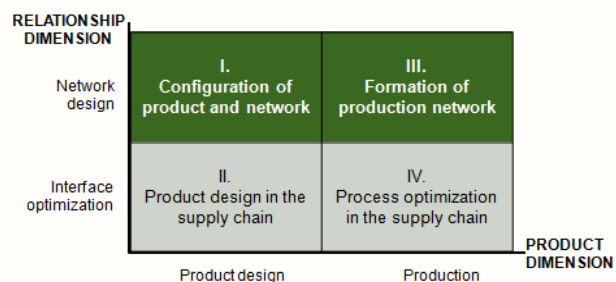 RELATIONSHIP
DIMENSION
Network
design
I.
Configuration of
product and network
III.
Formation of
production network
Interface
optimization
II.
Product design in the
supply chain
IV.
Process optimization
in the supply chain
PRODUCT
DIMENSION
Product design
Production